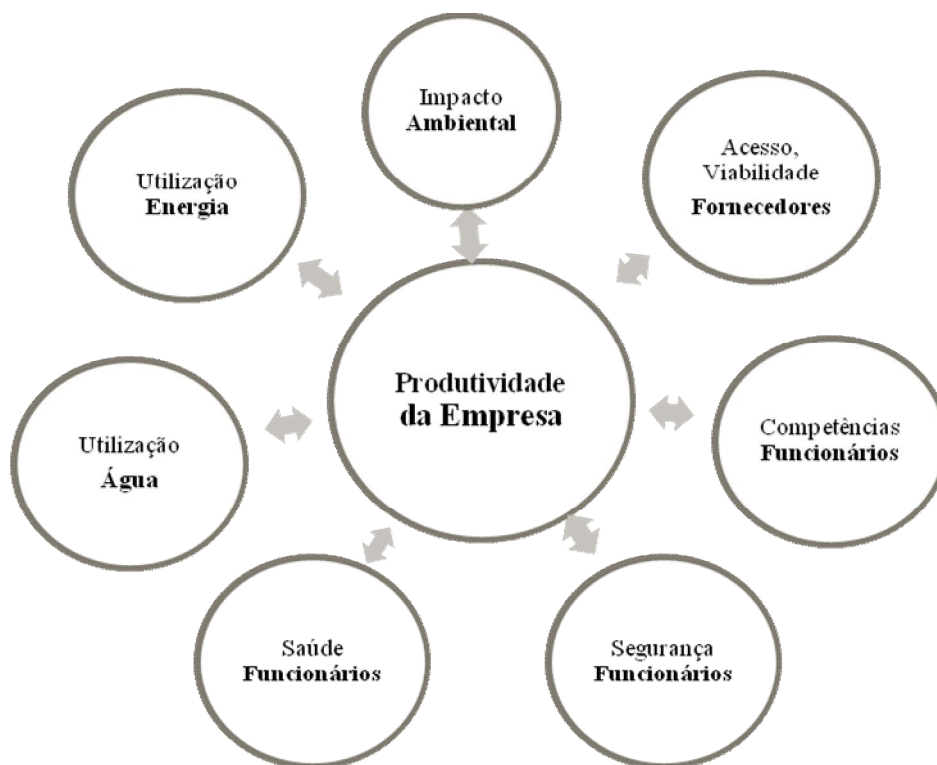 Impacto
Ambiental
Acesso,
Viabilidade
Fornecedores
Utilização
Energia
Produtividade
da Empresa
Competências
Funcionários
Utilização
Água
Saúde
Funcionários
Segurança
Funcionários